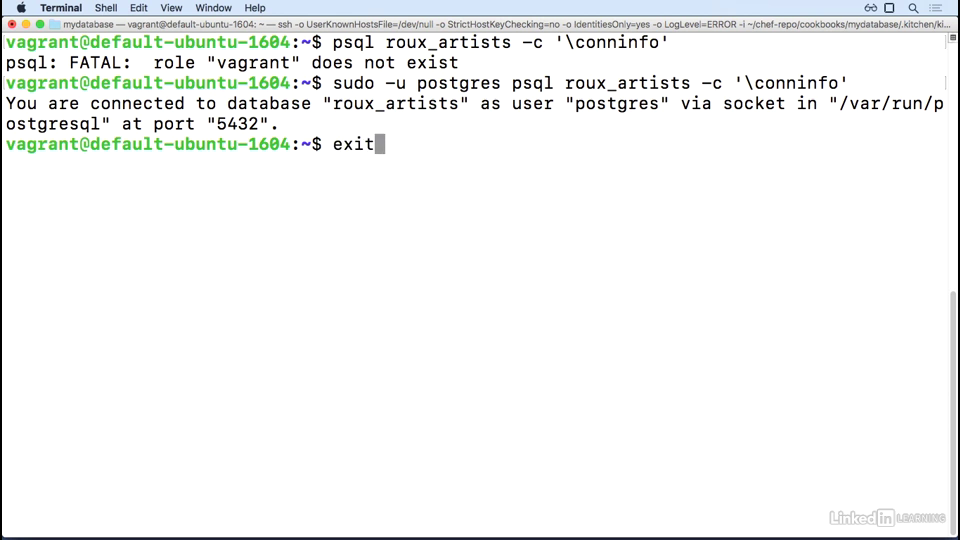 Terminal Shell Edit View Window Help
mydatabase — vagrant@default-ubuntu-1604: ~ — ssh -o UserKnownHostsFile=/dev/null -o StrictHostKeyChecking=no -o IdentitiesOnly=yes -o LogLevel=ERROR -i ~/chef-repo/cookbooks/mydatabase/.kitchen/ki...
vagrant@default-ubuntu-1604:~$ psql roux_artists -c '\conninfo'
psql: FATAL:  role "vagrant" does not exist
vagrant@default-ubuntu-1604:~$ sudo -u postgres psql roux_artists -c '\conninfo'
You are connected to database "roux_artists" as user "postgres" via socket in "/var/run/p
ostgresql" at port "5432".
vagrant@default-ubuntu-1604:~$ exit
LinkedIn LEARNING